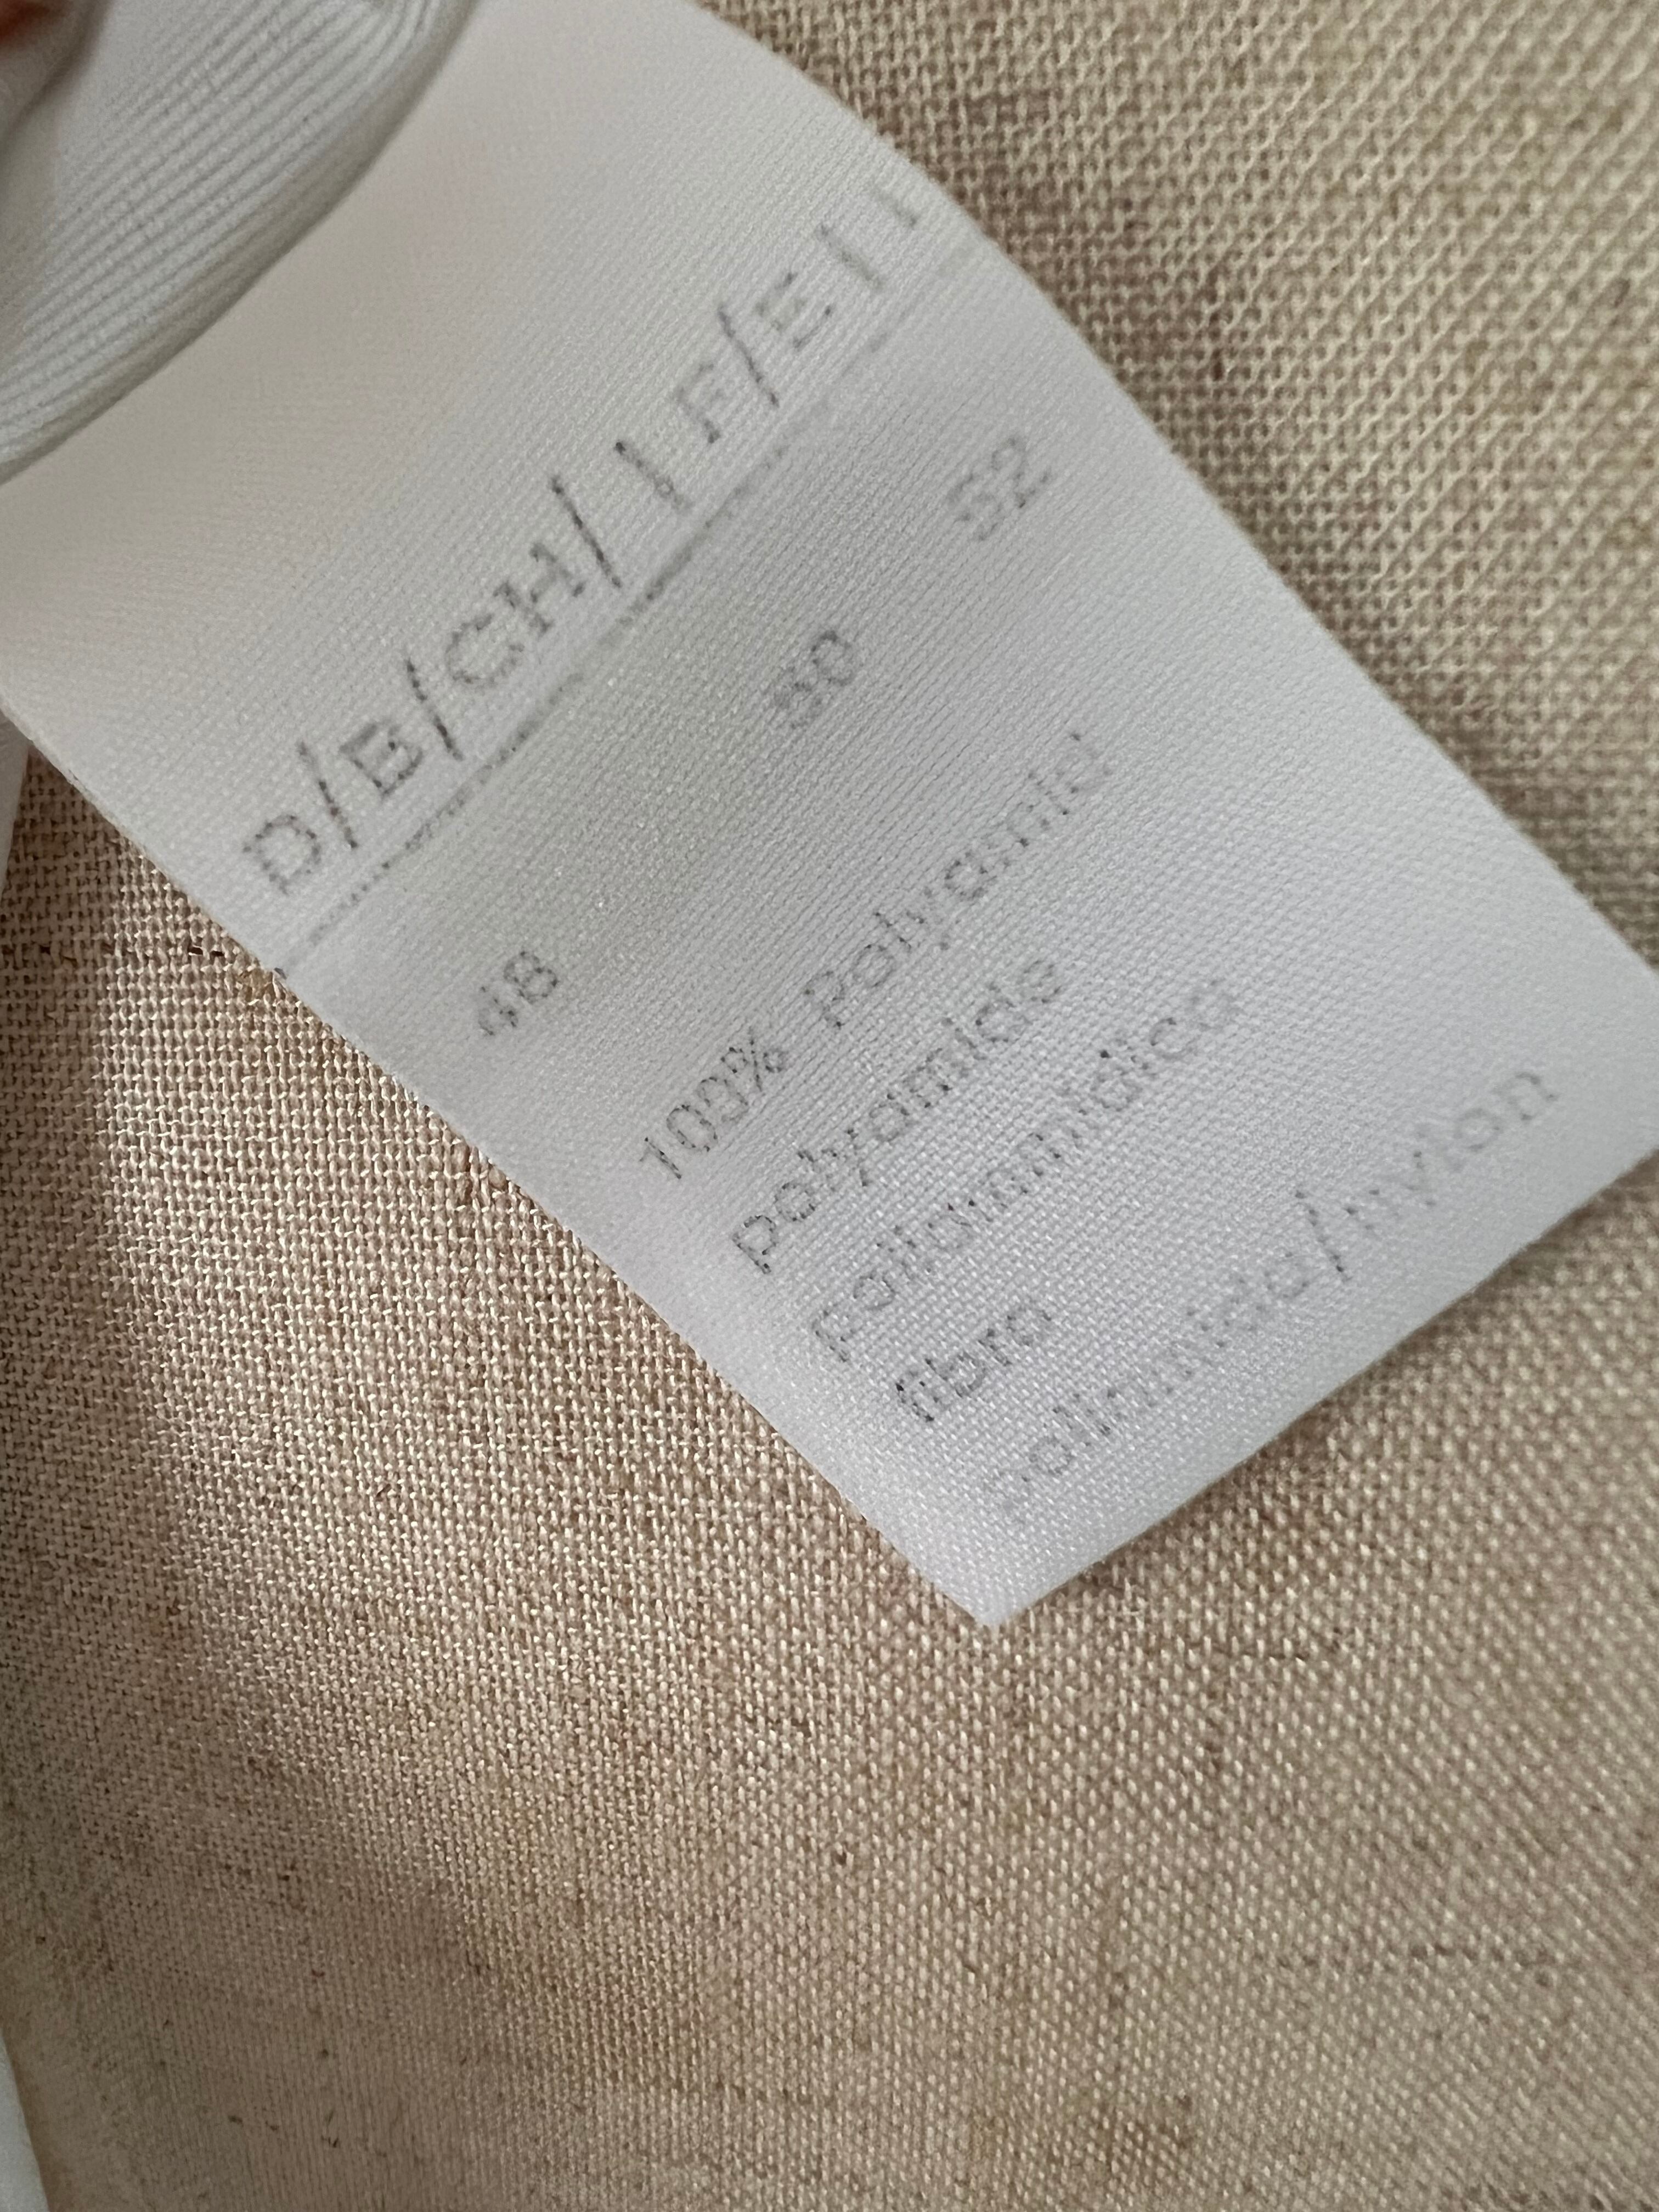 D/B/CH/ I F/E I I
48 50 52
100% Polyamid
polyamide
Poliammidica
fibra
poliamida/nylon